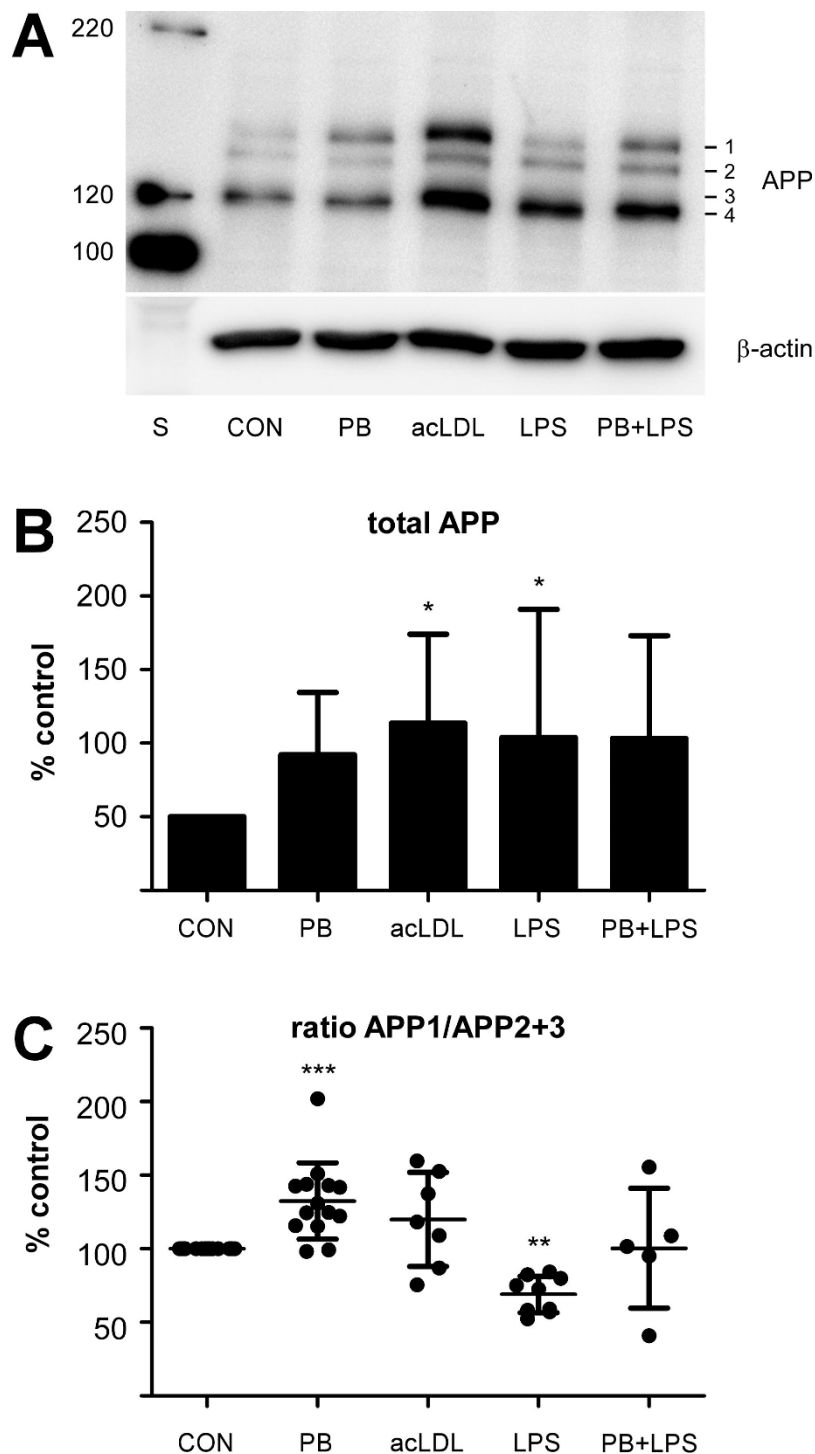 A
220
120
100
1
2
3
4
APP
β-actin
S CON PB acLDL LPS PB+LPS
B
total APP
% control
250
200
150
100
50
* *
CON PB acLDL LPS PB+LPS
C
ratio APP1/APP2+3
% control
250
200
150
100
50
*** **
CON PB acLDL LPS PB+LPS